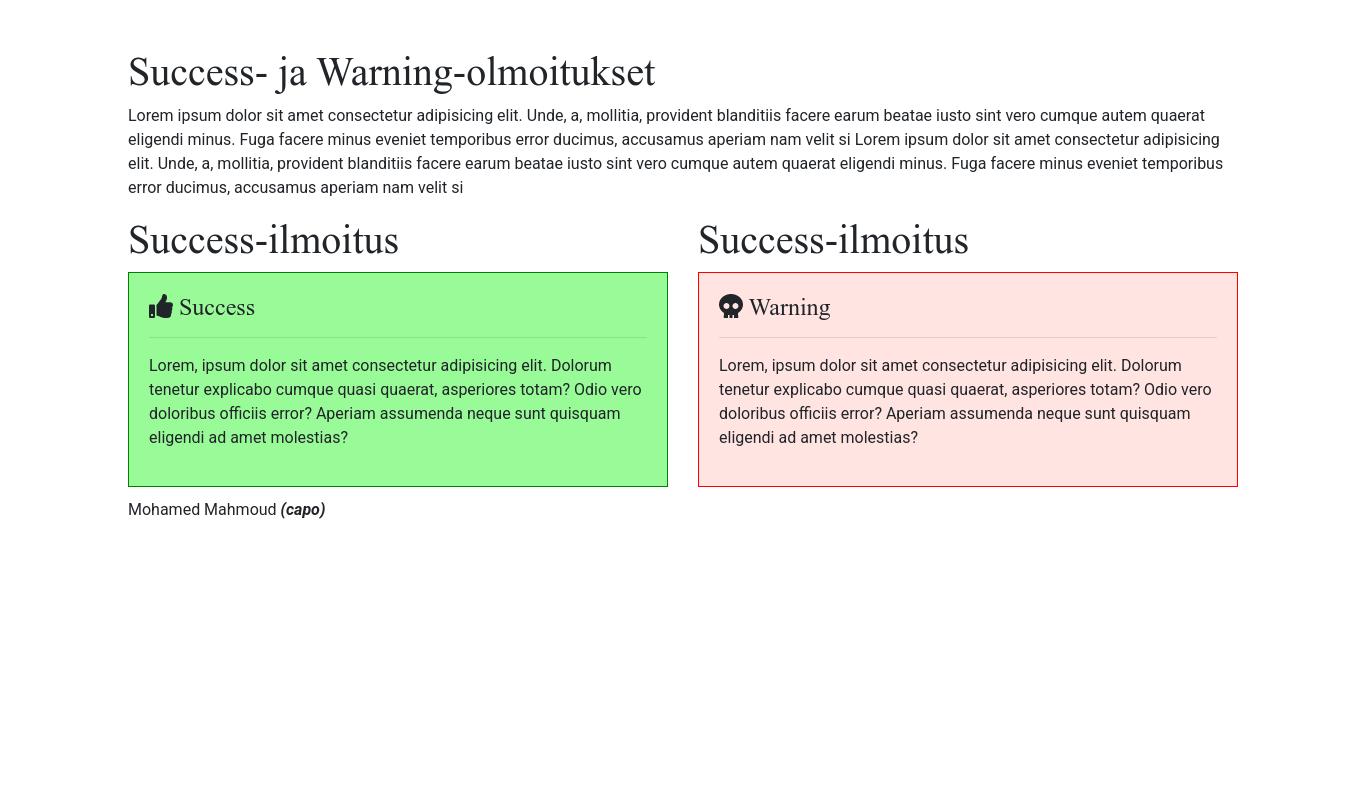 Success- ja Warning-olmoitukset
Lorem ipsum dolor sit amet consectetur adipisicing elit. Unde, a, mollitia, provident blanditiis facere earum beatae iusto sint vero cumque autem quaerat
eligendi minus. Fuga facere minus eveniet temporibus error ducimus, accusamus aperiam nam velit si Lorem ipsum dolor sit amet consectetur adipisicing
elit. Unde, a, mollitia, provident blanditiis facere earum beatae iusto sint vero cumque autem quaerat eligendi minus. Fuga facere minus eveniet temporibus
error ducimus, accusamus aperiam nam velit si
Success-ilmoitus
Success
Lorem, ipsum dolor sit amet consectetur adipisicing elit. Dolorum
tenetur explicabo cumque quasi quaerat, asperiores totam? Odio vero
doloribus officiis error? Aperiam assumenda neque sunt quisquam
eligendi ad amet molestias?
Success-ilmoitus
Warning
Lorem, ipsum dolor sit amet consectetur adipisicing elit. Dolorum
tenetur explicabo cumque quasi quaerat, asperiores totam? Odio vero
doloribus officiis error? Aperiam assumenda neque sunt quisquam
eligendi ad amet molestias?
Mohamed Mahmoud (capo)